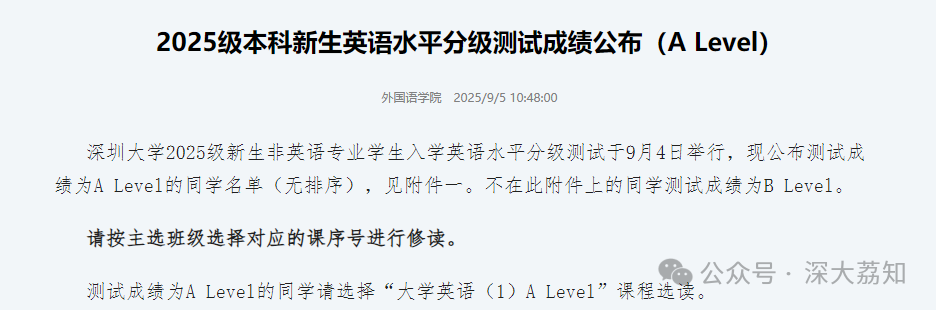 2025级本科新生英语水平分级测试成绩公布（A Level）
外国语学院 2025/9/5 10:48:00
深圳大学2025级新生非英语专业学生入学英语水平分级测试于9月4日举行，现公布测试成
绩为A Level的同学名单（无排序），见附件一。不在此附件上的同学测试成绩为B Level。
请按主选班级选择对应的课序号进行修读。
测试成绩为A Level的同学请选择“大学英语（1）A Level”课程选读。
公众号 · 深大荔知